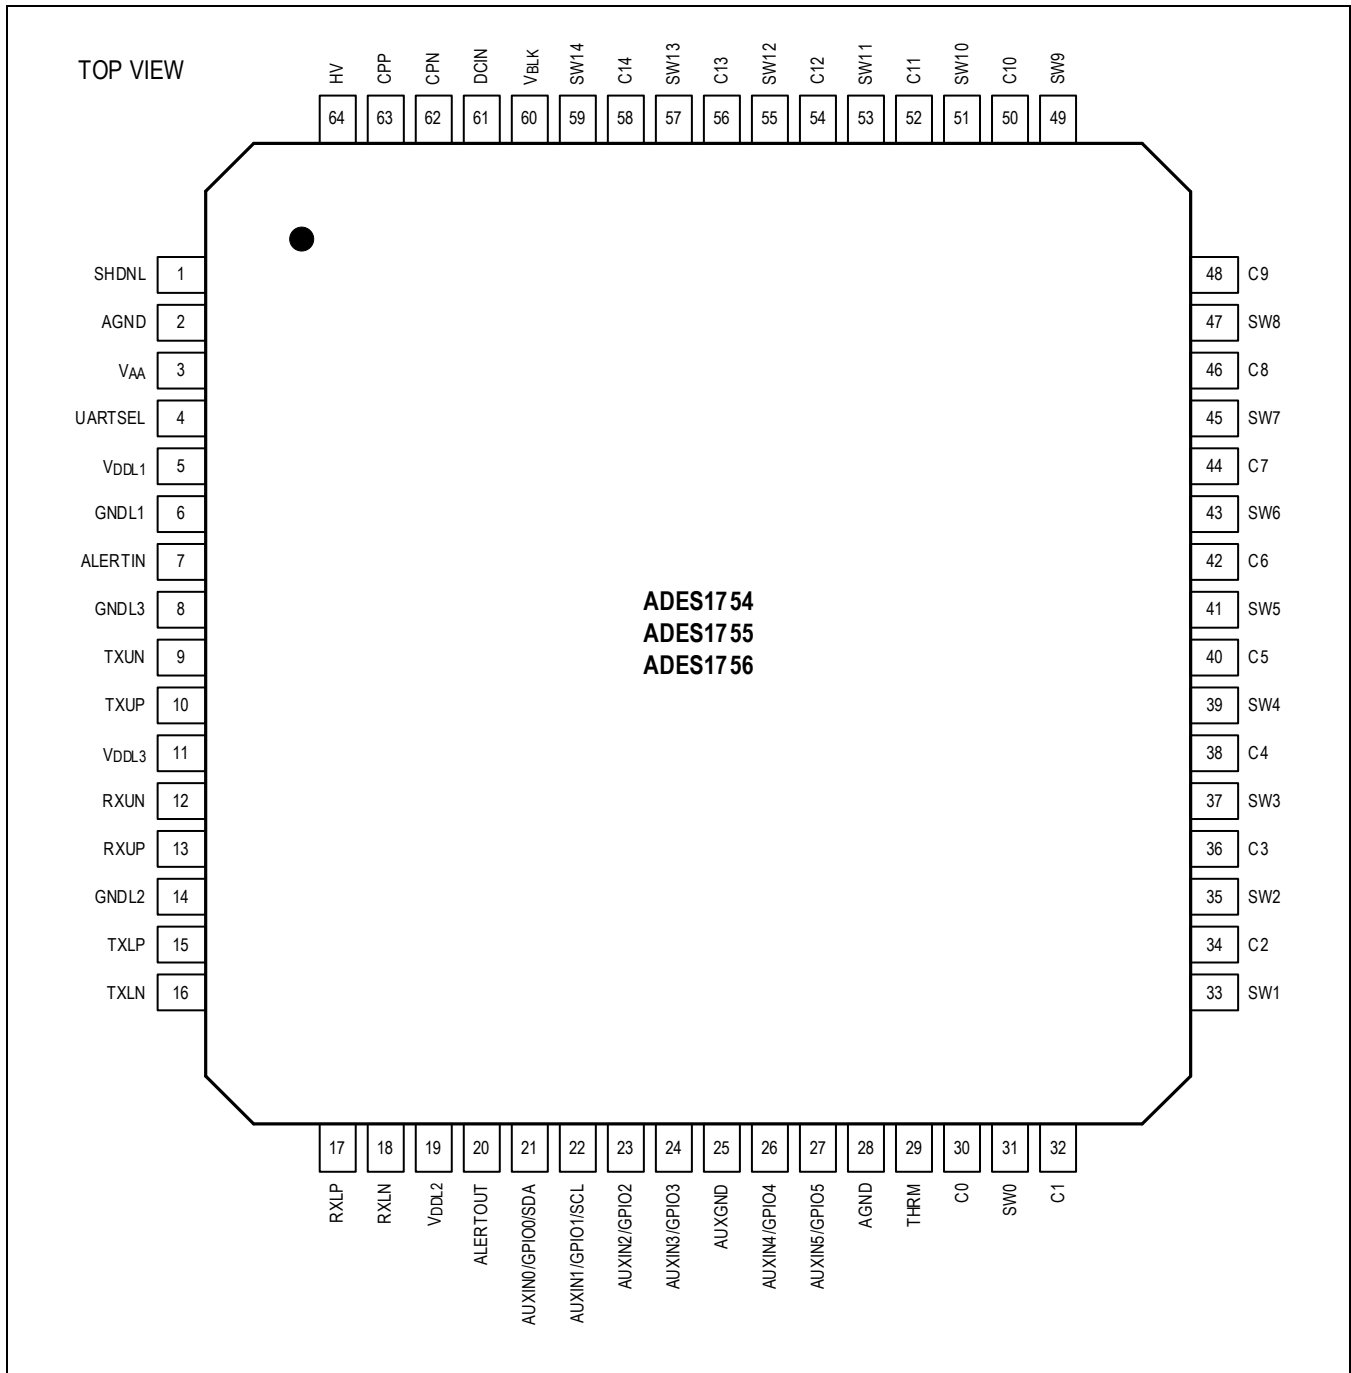 TOP VIEW
HV
CPP
CPN
DCIN
VBLK
SW14
C14
SW13
C13
SW12
C12
SW11
C11
SW10
C10
SW9
64 63 62 61 60 59 58 57 56 55 54 53 52 51 50 49
SHDNL 1
AGND 2
VAA 3
UARTSEL 4
VDDL1 5
GNDL1 6
ALERTIN 7
GNDL3 8
TXUN 9
TXUP 10
VDDL3 11
RXUN 12
RXUP 13
GNDL2 14
TXLP 15
TXLN 16
ADES1754
ADES1755
ADES1756
48 C9
47 SW8
46 C8
45 SW7
44 C7
43 SW6
42 C6
41 SW5
40 C5
39 SW4
38 C4
37 SW3
36 C3
35 SW2
34 C2
33 SW1
17 18 19 20 21 22 23 24 25 26 27 28 29 30 31 32
RXLP
RXLN
VDDL2
ALERTOUT
AUXIN0/GPIO0/SDA
AUXIN1/GPIO1/SCL
AUXIN2/GPIO2
AUXIN3/GPIO3
AUXGND
AUXIN4/GPIO4
AUXIN5/GPIO5
AGND
THRM
C0
SW0
C1